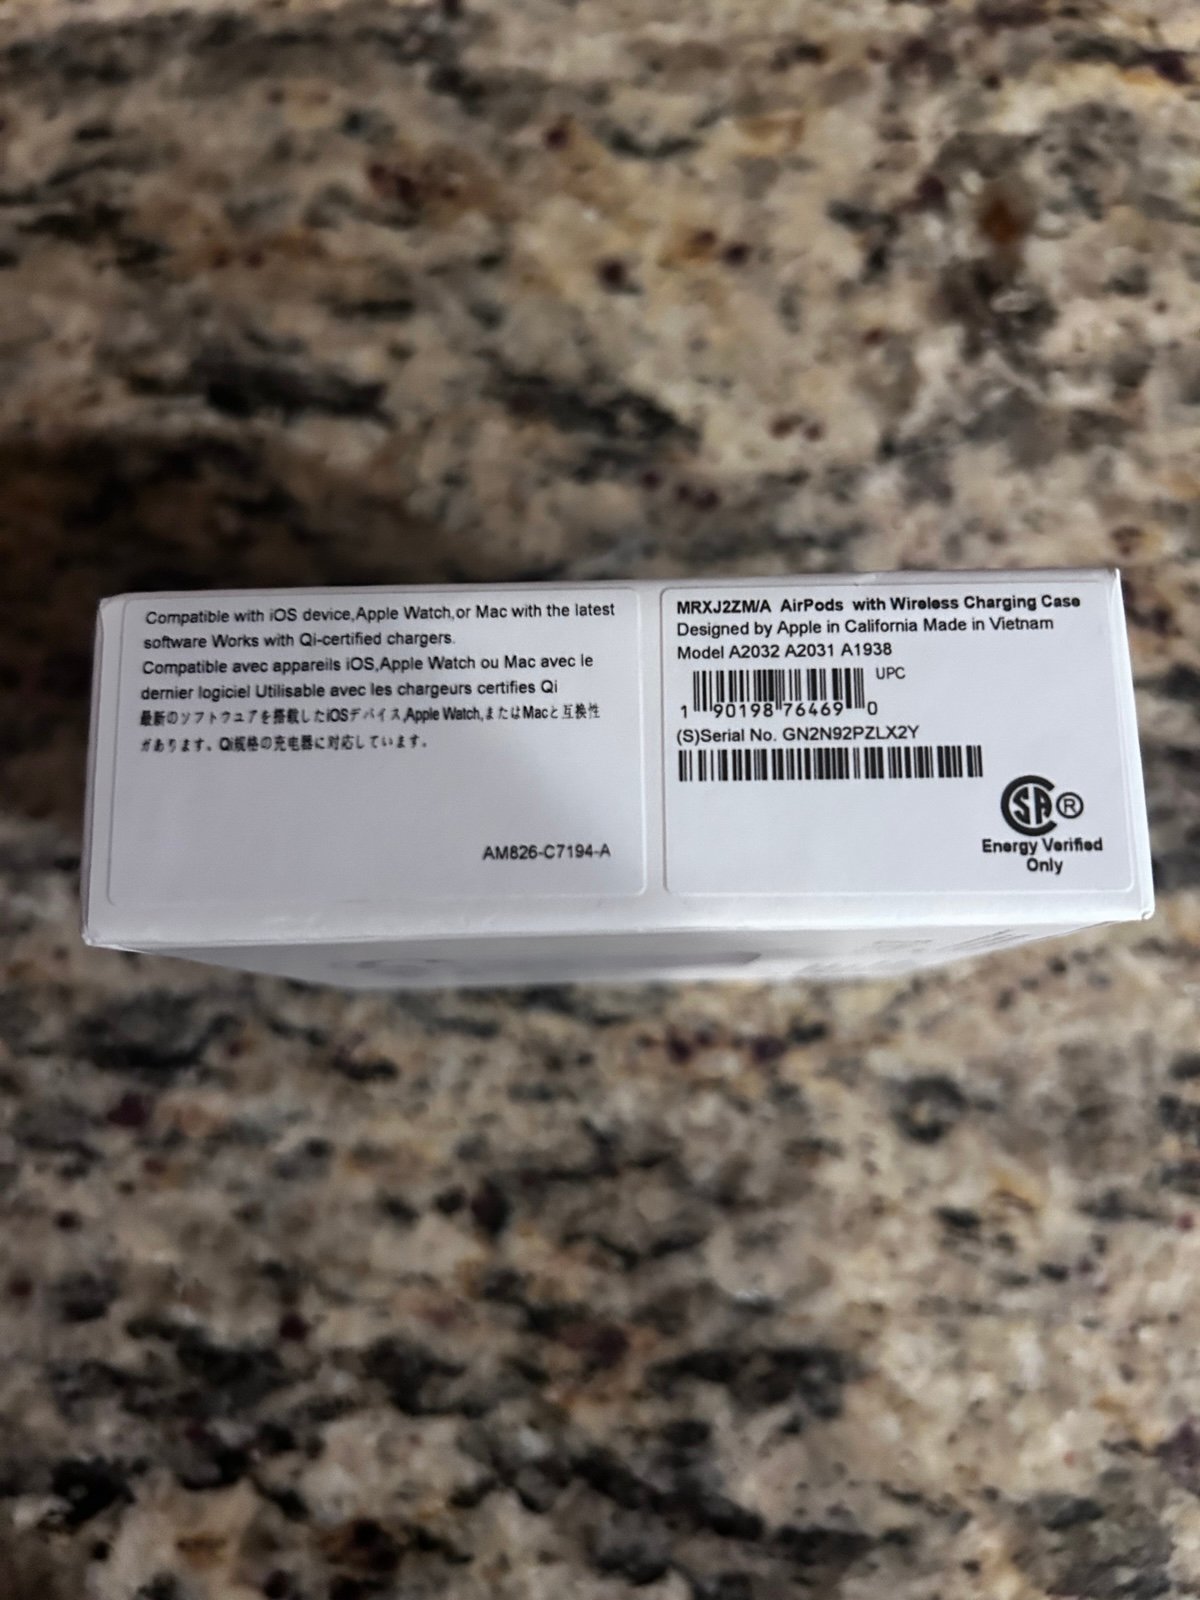 Compatible with iOS device,Apple Watch,or Mac with the latest
software Works with Qi-certified chargers.
Compatible avec appareils iOS,Apple Watch ou Mac avec le
dernier logiciel Utilisable avec les chargeurs certifies Qi
最新のソフトウュアを搭載したiOSデバイス,Apple Watch,またはMacと互換性
があります。Qi規格の充電器に対応しています。
AM826-C7194-A
MRXJ2ZM/A AirPods with Wireless Charging Case
Designed by Apple in California Made in Vietnam
Model A2032 A2031 A1938
UPC
1 90198 76469 0
(S)Serial No. GN2N92PZLX2Y
SA ®
Energy Verified
Only